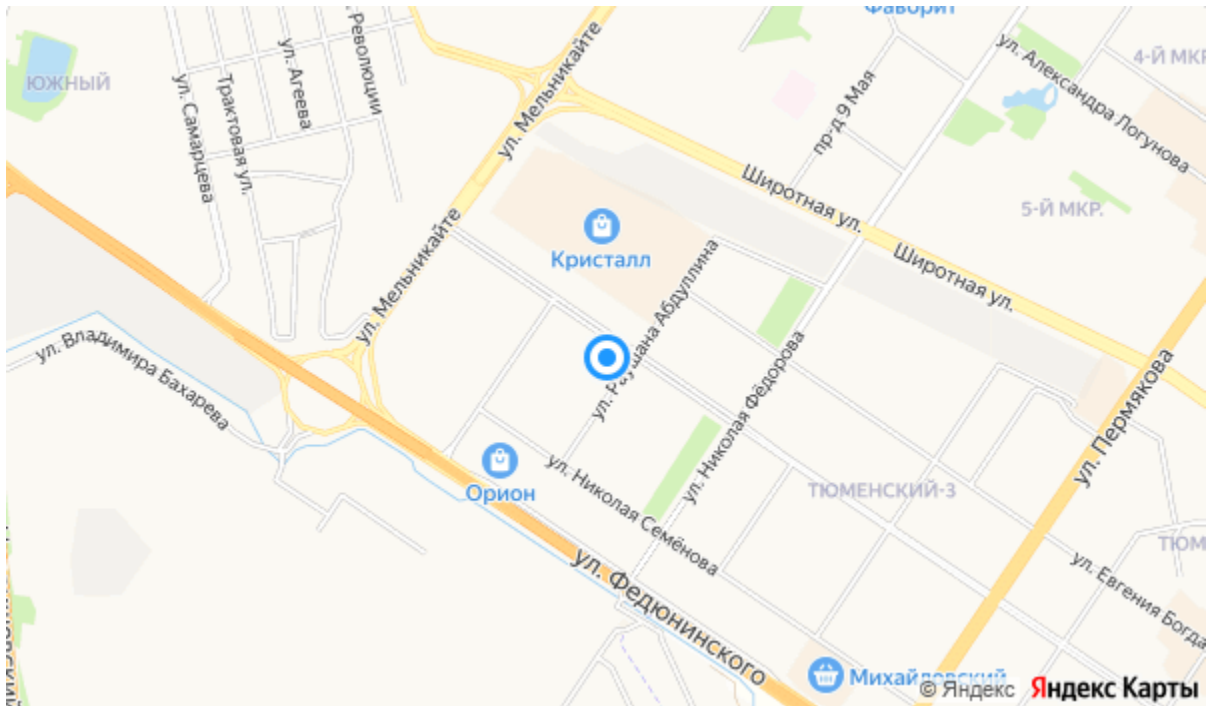 Фаворит
ул. Александра Логунова
4-Й МКР
ЮЖНЫЙ
ул. Агеева
Революции
ул. Мельникайте
пр-д 9 Мая
Трактовая ул.
ул. Самарцева
Широтная ул.
5-Й МКР.
Кристалл
ул. Мельникайте
Широтная ул.
ул. Владимира Бахарева
ул. Раушана Абдуллина
ул. Николая Фёдорова
ул. Пермякова
Орион
ул. Николая Семёнова
ТЮМЕНСКИЙ-3
ТЮМ
ул. Федюнинского
ул. Евгения Богда
Михайловский
© Яндекс Яндекс Карты